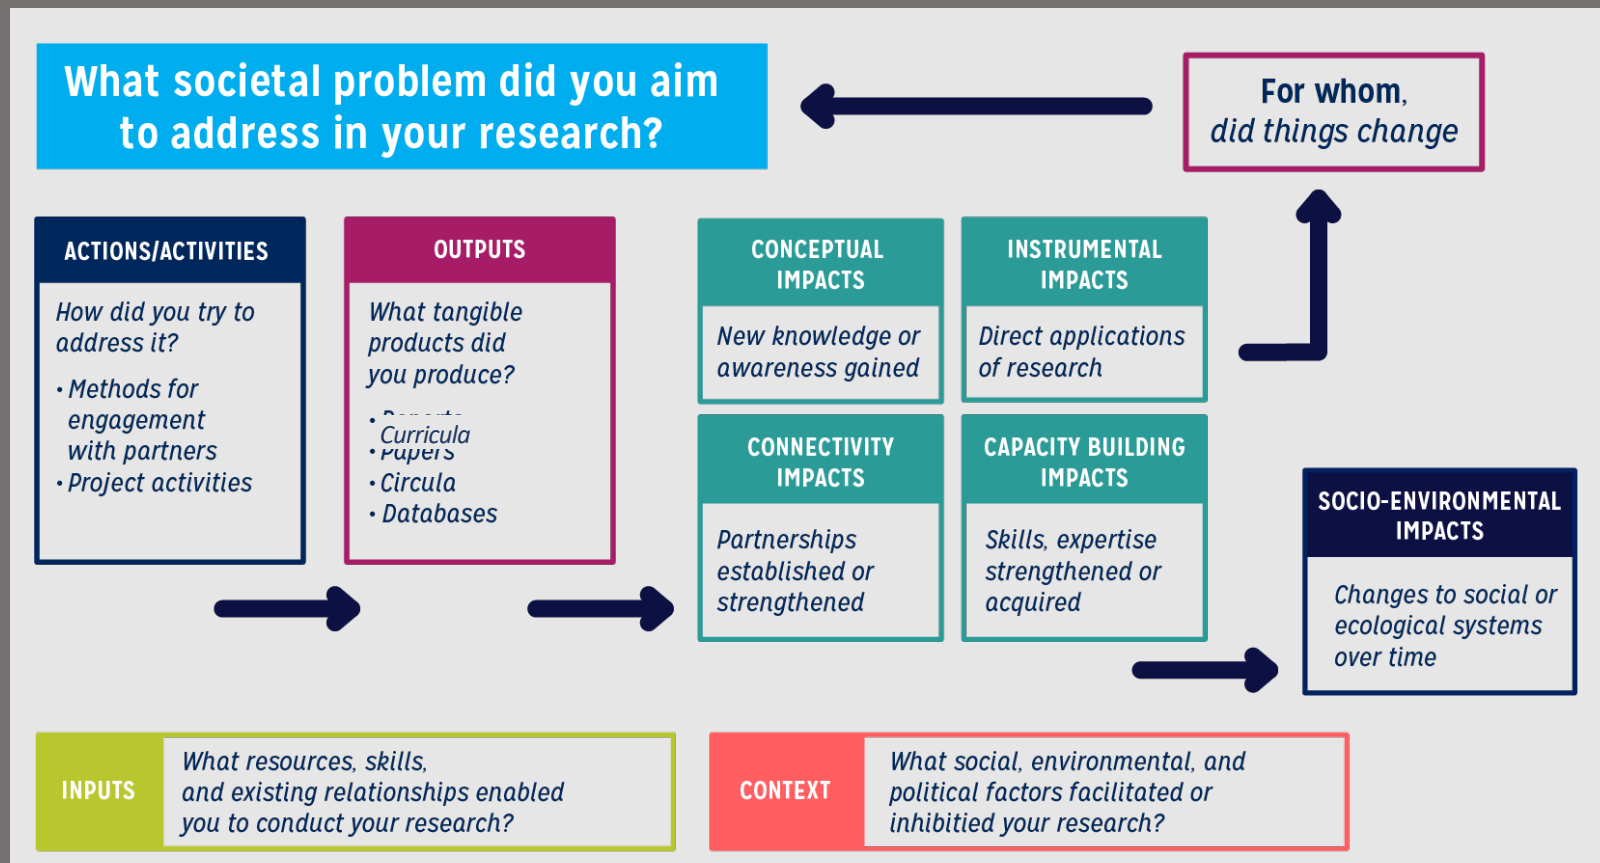 What societal problem did you aim
to address in your research?
For whom,
did things change
ACTIONS/ACTIVITIES
How did you try to
address it?
• Methods for
engagement
with partners
• Project activities
OUTPUTS
What tangible
products did
you produce?
• Reports
Curricula
• Papers
• Circula
• Databases
CONCEPTUAL
IMPACTS
New knowledge or
awareness gained
INSTRUMENTAL
IMPACTS
Direct applications
of research
CONNECTIVITY
IMPACTS
Partnerships
established or
strengthened
CAPACITY BUILDING
IMPACTS
Skills, expertise
strengthened or
acquired
SOCIO-ENVIRONMENTAL
IMPACTS
Changes to social or
ecological systems
over time
INPUTS
What resources, skills,
and existing relationships enabled
you to conduct your research?
CONTEXT
What social, environmental, and
political factors facilitated or
inhibitied your research?